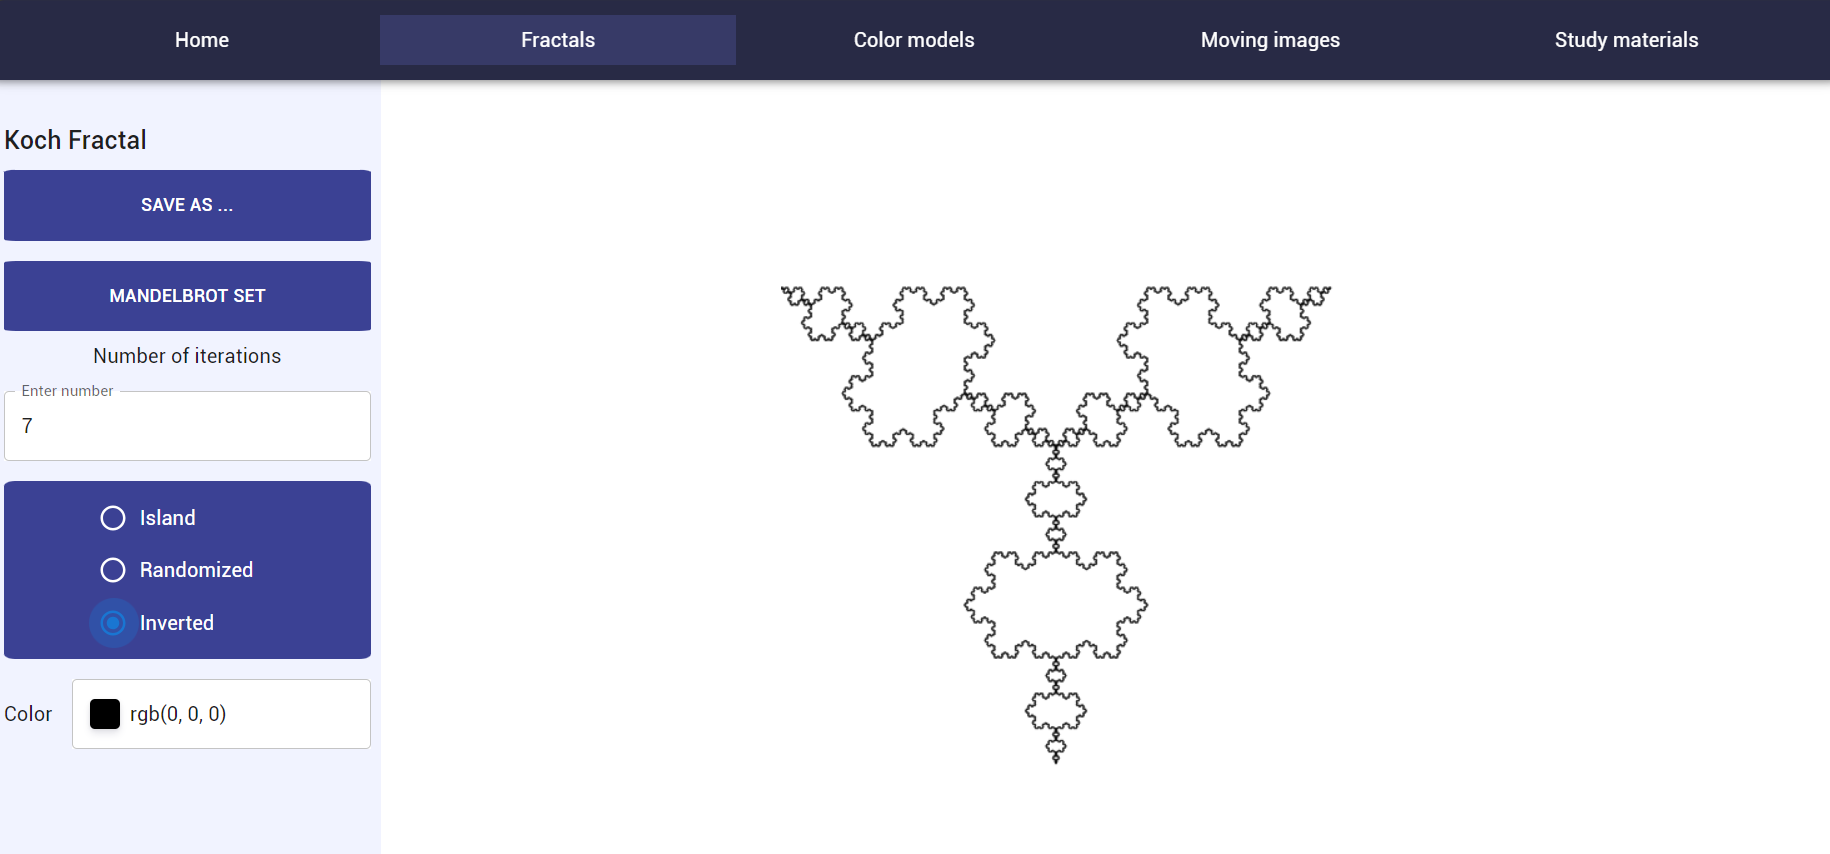 Home Fractals Color models Moving images Study materials
Koch Fractal
SAVE AS ...
MANDELBROT SET
Number of iterations
Enter number
7
Island
Randomized
Inverted
Color rgb(0, 0, 0)